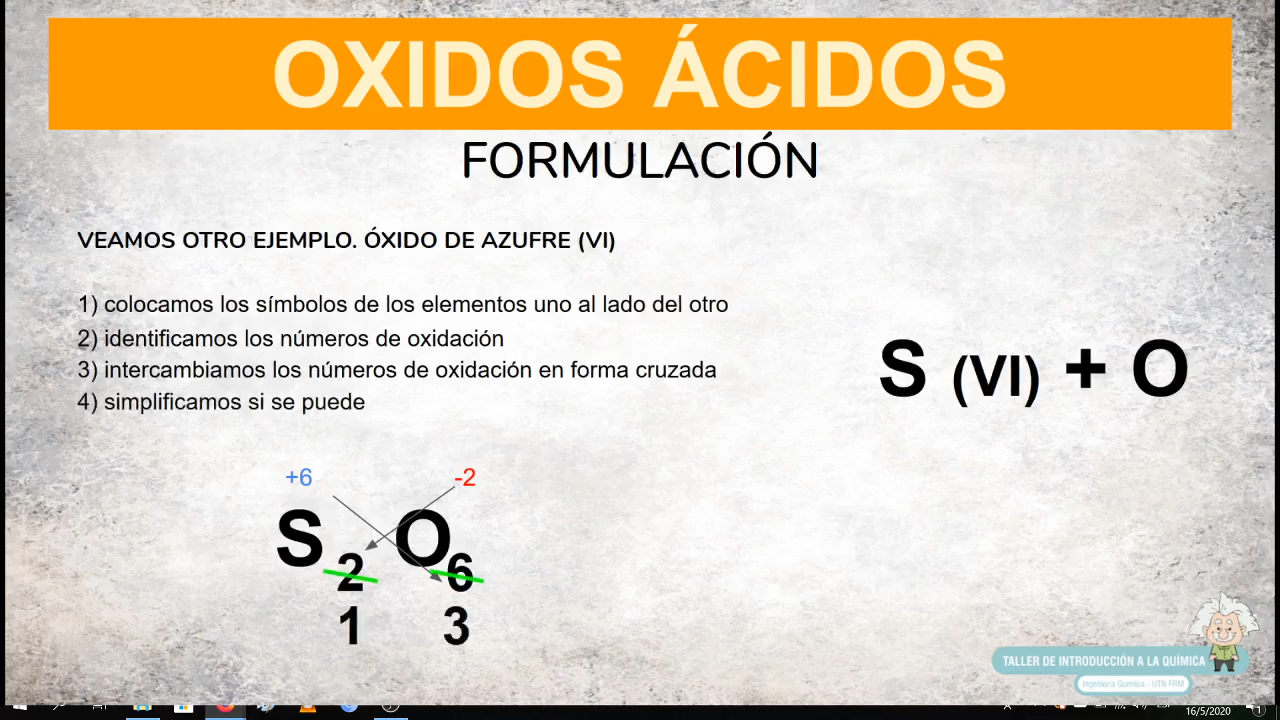 OXIDOS ÁCIDOS
FORMULACIÓN
VEAMOS OTRO EJEMPLO. ÓXIDO DE AZUFRE (VI)
1) colocamos los símbolos de los elementos uno al lado del otro
2) identificamos los números de oxidación
3) intercambiamos los números de oxidación en forma cruzada
4) simplificamos si se puede
S (VI) + O
+6 -2
S 2 O 6
1 3
TALLER DE INTRODUCCIÓN A LA QUÍMICA
Ingeniería Química - UTN FRM
16/5/2020